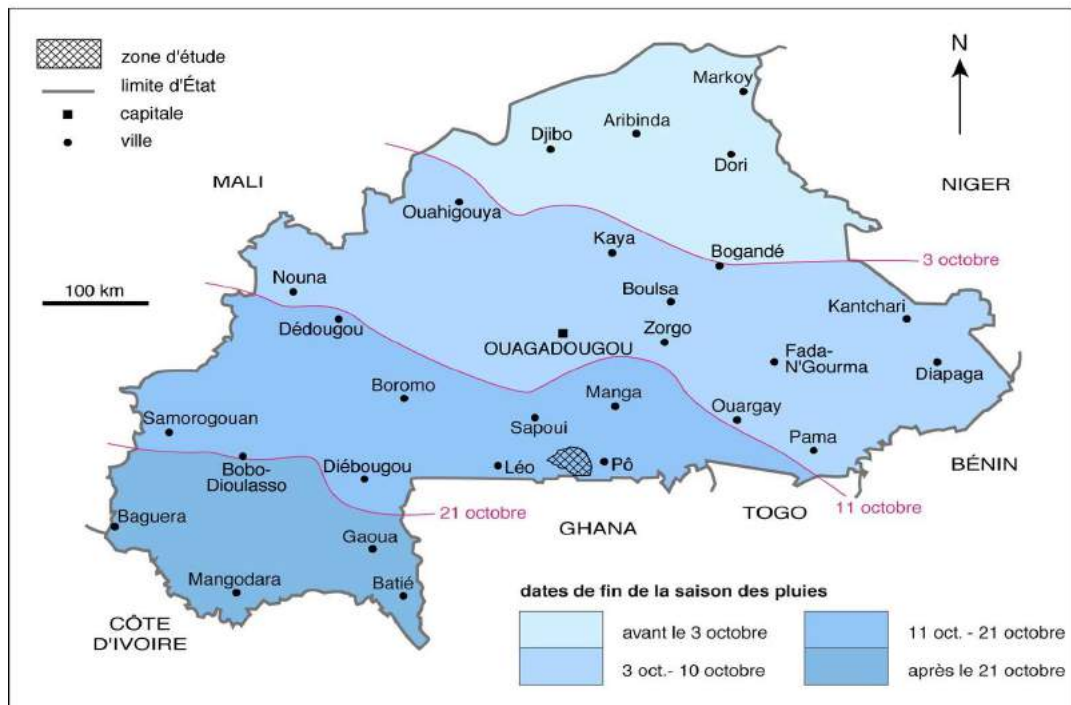 zone d'étude
limite d'État
capitale
ville
N
Markoy
Aribinda
Djibo
Dori
MALI
NIGER
Ouahigouya
Kaya
Bogandé
3 octobre
Nouna
100 km
Boulsa
Kantchari
Dédougou
Zorgo
OUAGADOUGOU
Fada-
N'Gourma
Diapaga
Boromo
Manga
Samorogouan
Sapoui
Ouargay
Pama
BÉNIN
Bobo-
Dioulasso
Diébougou
Léo
Pô
21 octobre
GHANA
TOGO
11 octobre
Baguera
Gaoua
Mangodara
Batié
CÔTE
D'IVOIRE
dates de fin de la saison des pluies
avant le 3 octobre
11 oct. - 21 octobre
3 oct.- 10 octobre
après le 21 octobre